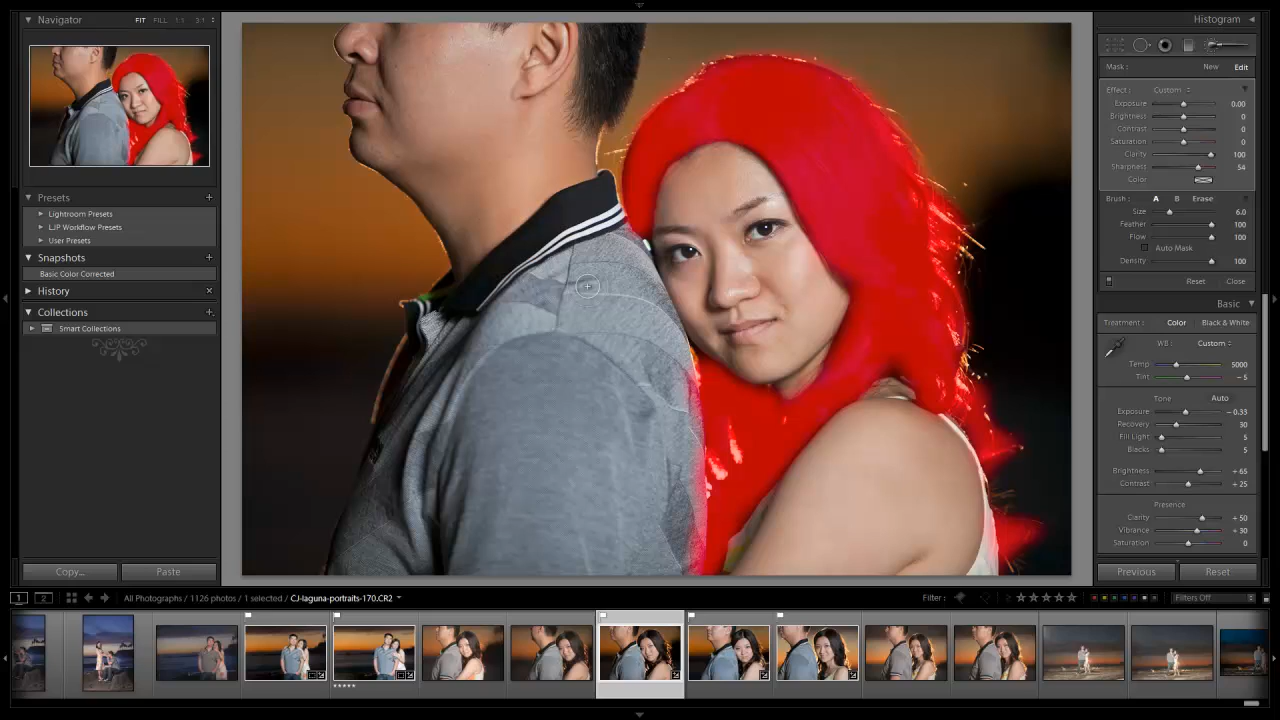 Navigator
FIT FILL 1:1 3:1
Presets
Lightroom Presets
LJP Workflow Presets
User Presets
Snapshots
Basic Color Corrected
History
Collections
Smart Collections
Copy...
Paste
Histogram
Mask : New Edit
Effect : Custom
Exposure 0.00
Brightness 0
Contrast 0
Saturation 0
Clarity 100
Sharpness 54
Color
Brush : A B Erase
Size 6.0
Feather 100
Flow 100
Auto Mask
Density 100
Reset Close
Basic
Treatment : Color Black & White
WB : Custom
Temp 5000
Tint – 5
Tone Auto
Exposure – 0.33
Recovery 30
Fill Light 5
Blacks 5
Brightness + 65
Contrast + 25
Presence
Clarity + 50
Vibrance + 30
Saturation 0
Previous
Reset
1 2 All Photographs / 1126 photos / 1 selected / CJ-laguna-portraits-170.CR2
Filter :
Filters Off